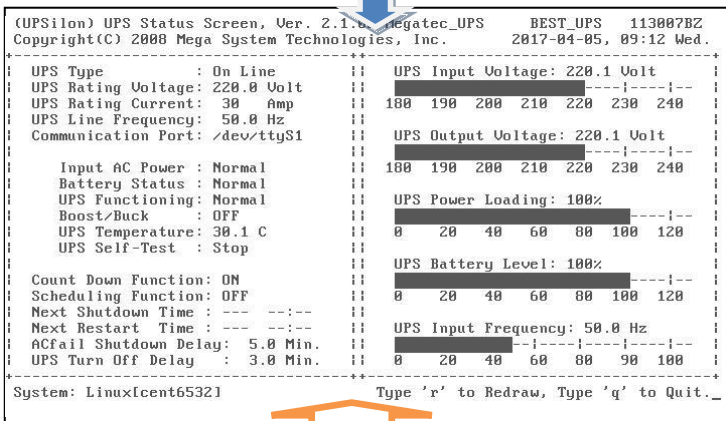 (UPSilon) UPS Status Screen, Ver. 2.1. Megatec_UPS BEST_UPS 113007BZ
Copyright(C) 2008 Mega System Technologies, Inc. 2017-04-05, 09:12 Wed.
UPS Type : On Line
UPS Rating Voltage: 220.0 Volt
UPS Rating Current: 30 Amp
UPS Line Frequency: 50.0 Hz
Communication Port: /dev/ttyS1
Input AC Power : Normal
Battery Status : Normal
UPS Functioning: Normal
Boost/Buck : OFF
UPS Temperature: 30.1 C
UPS Self-Test : Stop
Count Down Function: ON
Scheduling Function: OFF
Next Shutdown Time : --- --:--
Next Restart Time : --- --:--
ACfail Shutdown Delay: 5.0 Min.
UPS Turn Off Delay : 3.0 Min.
UPS Input Voltage: 220.1 Volt
180 190 200 210 220 230 240
UPS Output Voltage: 220.1 Volt
180 190 200 210 220 230 240
UPS Power Loading: 100%
0 20 40 60 80 100 120
UPS Battery Level: 100%
0 20 40 60 80 100 120
UPS Input Frequency: 50.0 Hz
0 20 40 60 80 90 100
System: Linux[cent6532] Type 'r' to Redraw, Type 'q' to Quit._